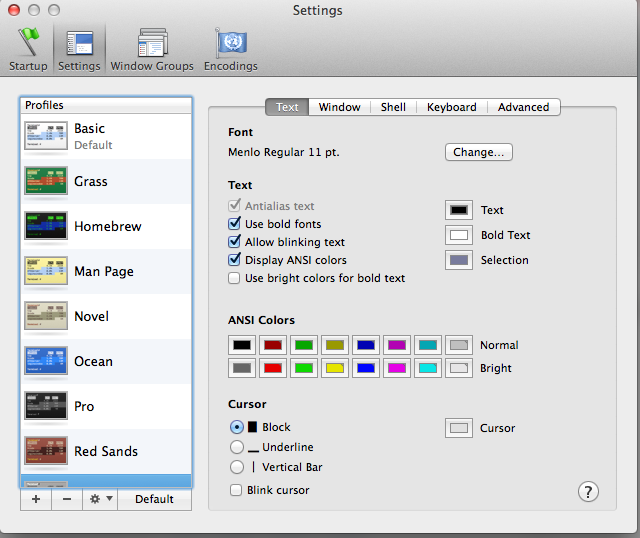 Settings
Startup
Settings
Window Groups
Encodings
Profiles
Basic
Default
Grass
Homebrew
Man Page
Novel
Ocean
Pro
Red Sands
+
−
Default
Text
Window
Shell
Keyboard
Advanced
Font
Menlo Regular 11 pt.
Change...
Text
Antialias text
Use bold fonts
Allow blinking text
Display ANSI colors
Use bright colors for bold text
Text
Bold Text
Selection
ANSI Colors
Normal
Bright
Cursor
Block
Underline
Vertical Bar
Blink cursor
Cursor
?